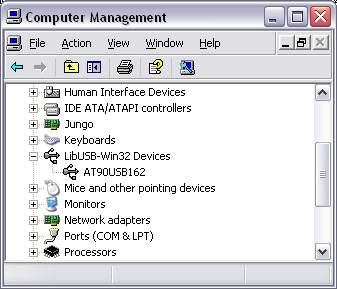 Computer Management
File Action View Window Help
Human Interface Devices
IDE ATA/ATAPI controllers
Jungo
Keyboards
LibUSB-Win32 Devices
AT90USB162
Mice and other pointing devices
Monitors
Network adapters
Ports (COM & LPT)
Processors